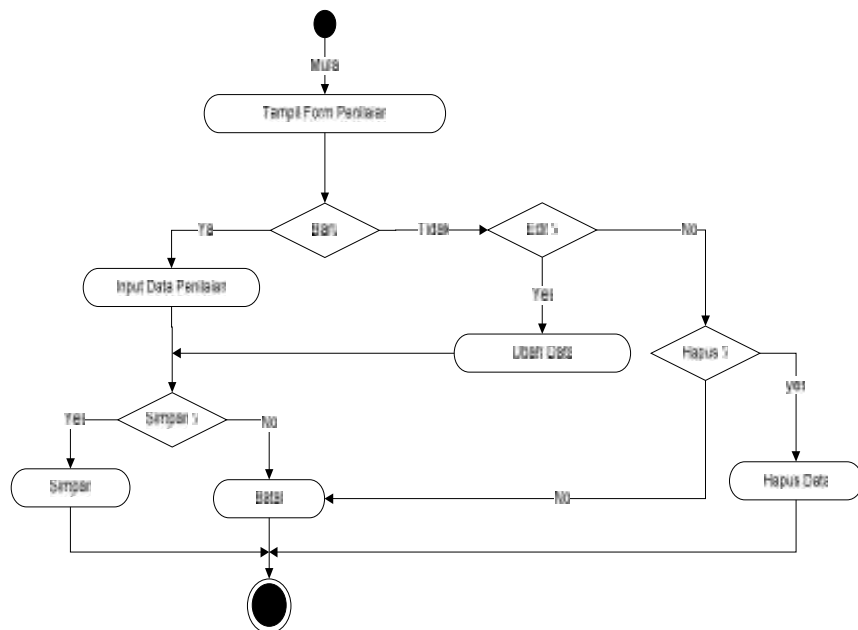 Mulai
Tampil Form Penilaian
Baru
Ya
Tidak
Edit ?
No
Input Data Penilaian
Yes
Ubah Data
Hapus ?
yes
Simpan ?
Yes
No
Simpan
Batal
No
Hapus Data